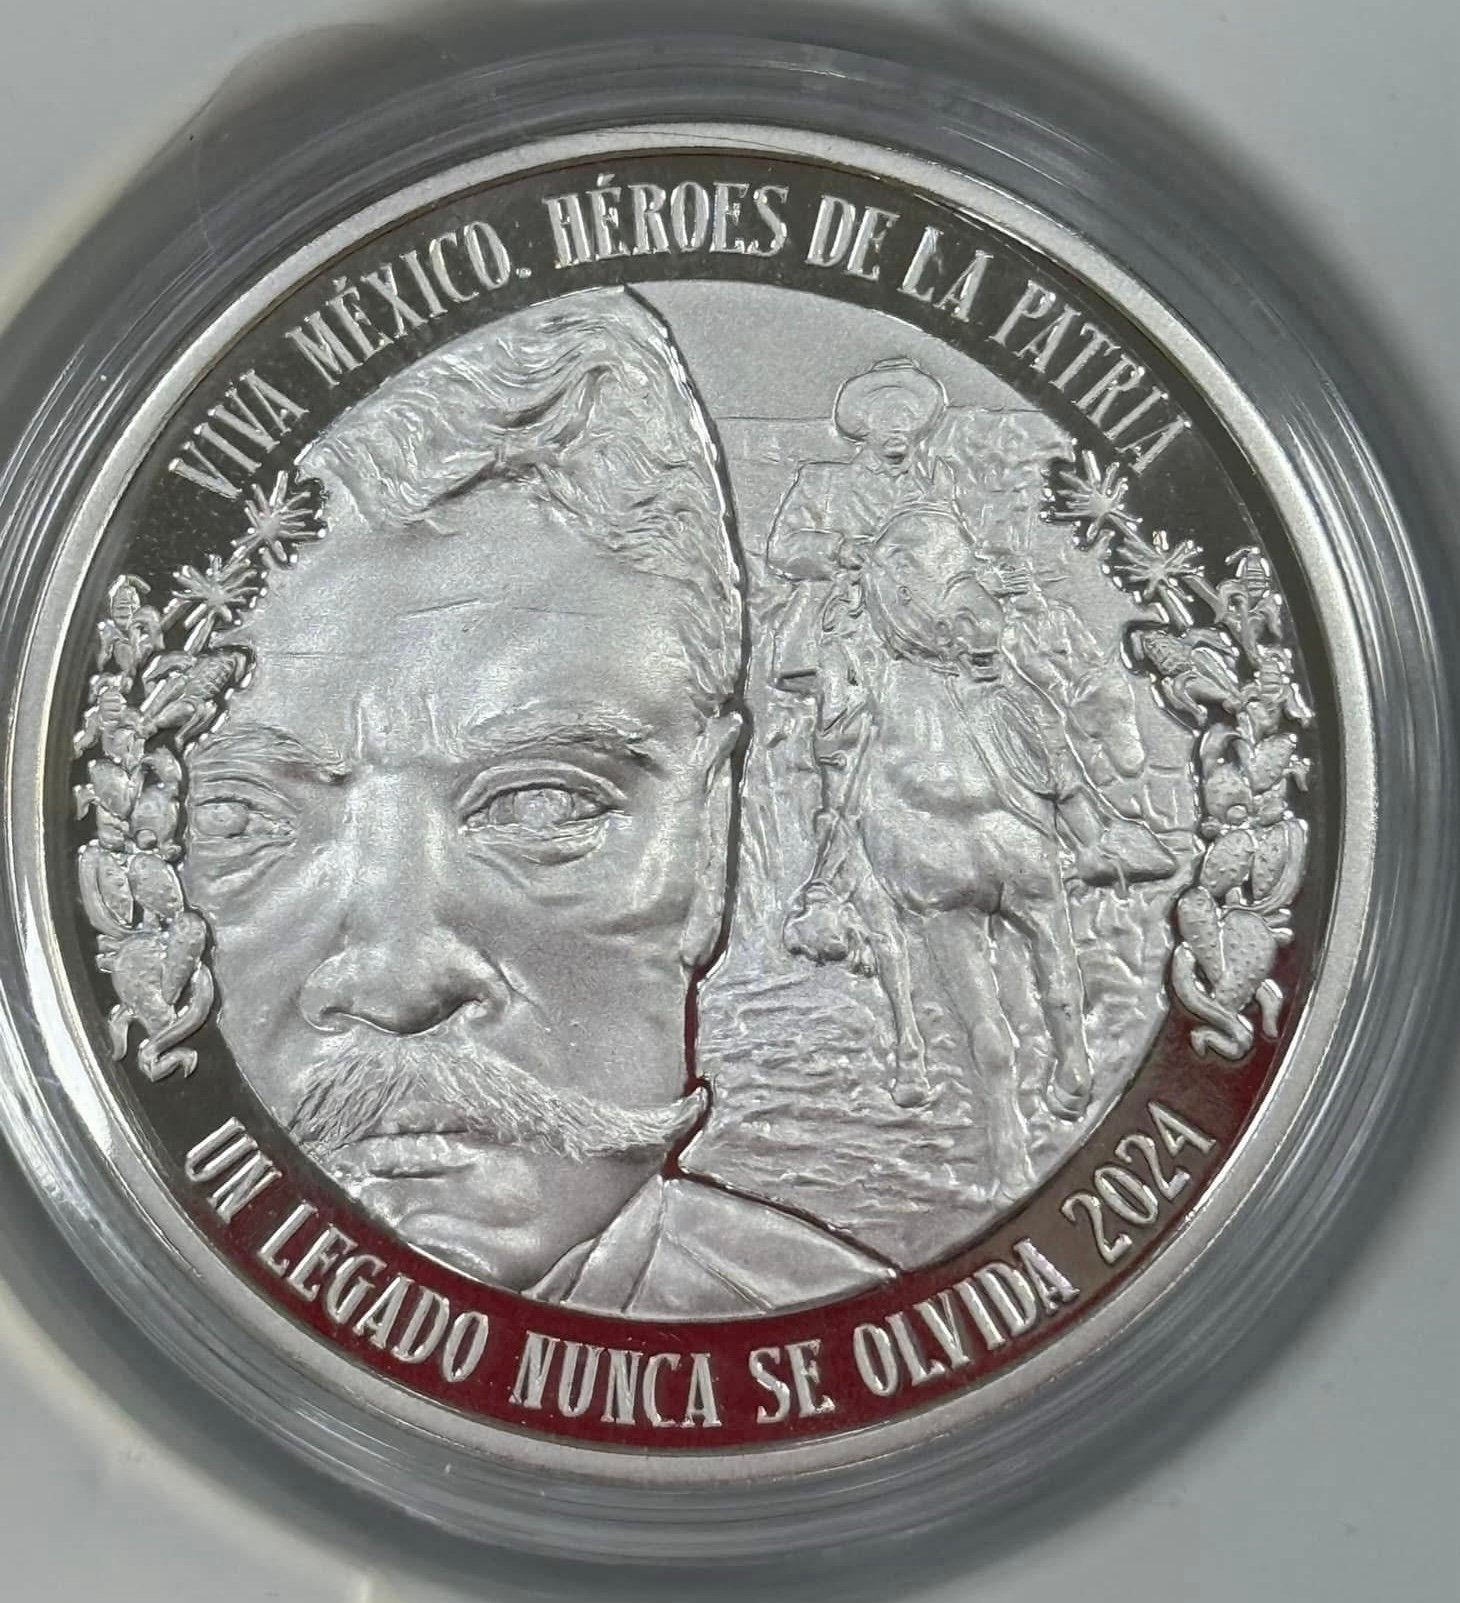 VIVA MÉXICO. HÉROES DE LA PATRIA
UN LEGADO NUNCA SE OLVIDA 2024